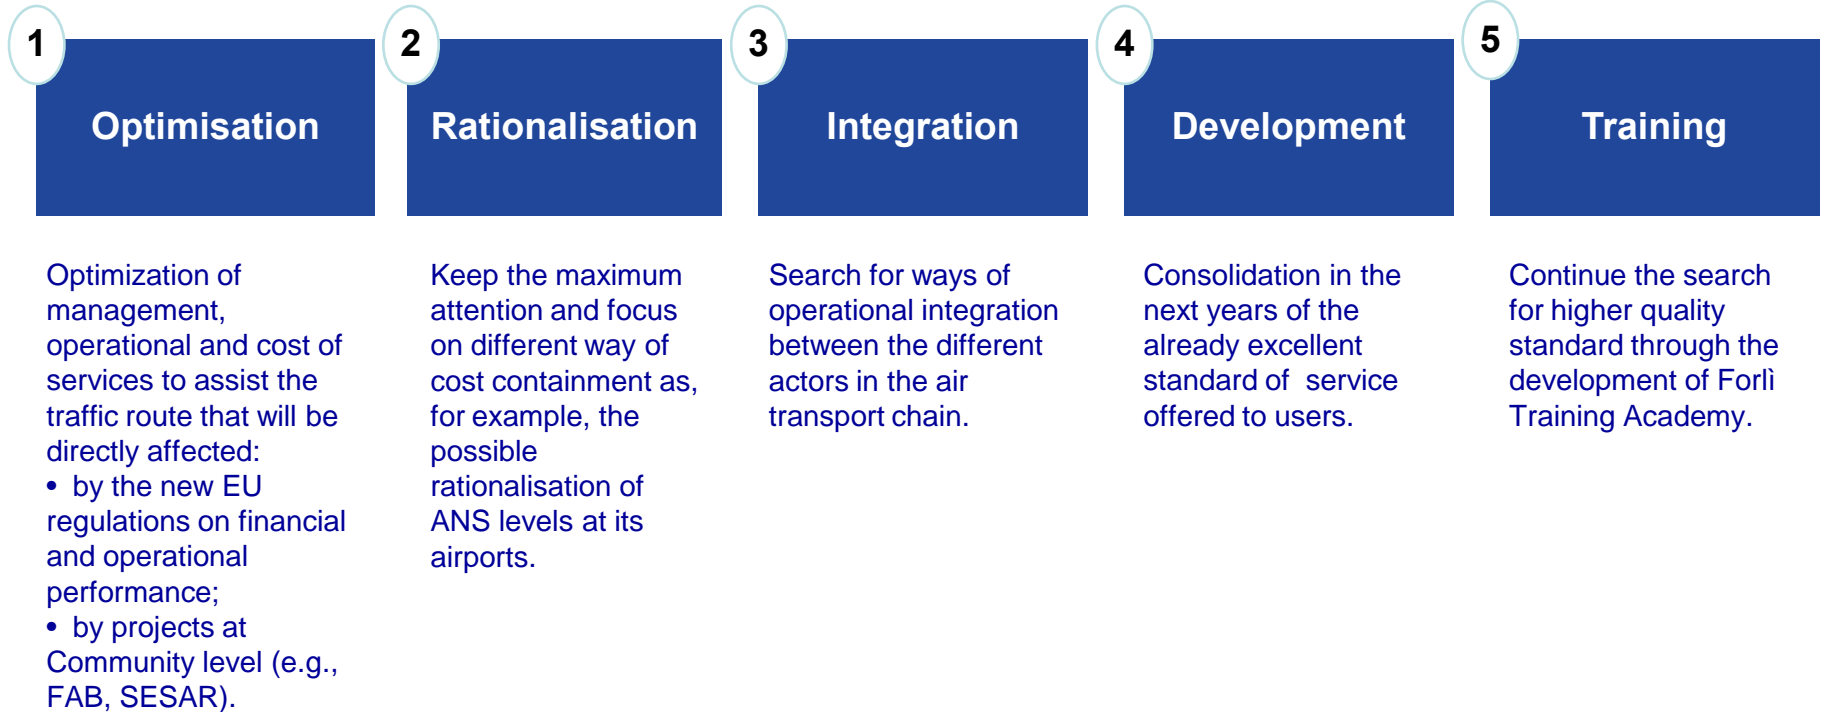 1
Optimisation
Optimization of
management,
operational and cost of
services to assist the
traffic route that will be
directly affected:
• by the new EU
regulations on financial
and operational
performance;
• by projects at
Community level (e.g.,
FAB, SESAR).
2
Rationalisation
Keep the maximum
attention and focus
on different way of
cost containment as,
for example, the
possible
rationalisation of
ANS levels at its
airports.
3
Integration
Search for ways of
operational integration
between the different
actors in the air
transport chain.
4
Development
Consolidation in the
next years of the
already excellent
standard of  service
offered to users.
5
Training
Continue the search
for higher quality
standard through the
development of Forlì
Training Academy.